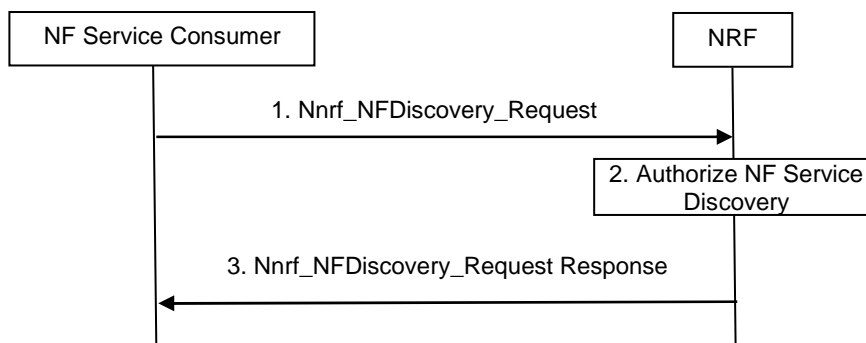 NF Service Consumer
NRF
1. Nnrf_NFDiscovery_Request
2. Authorize NF Service
Discovery
3. Nnrf_NFDiscovery_Request Response